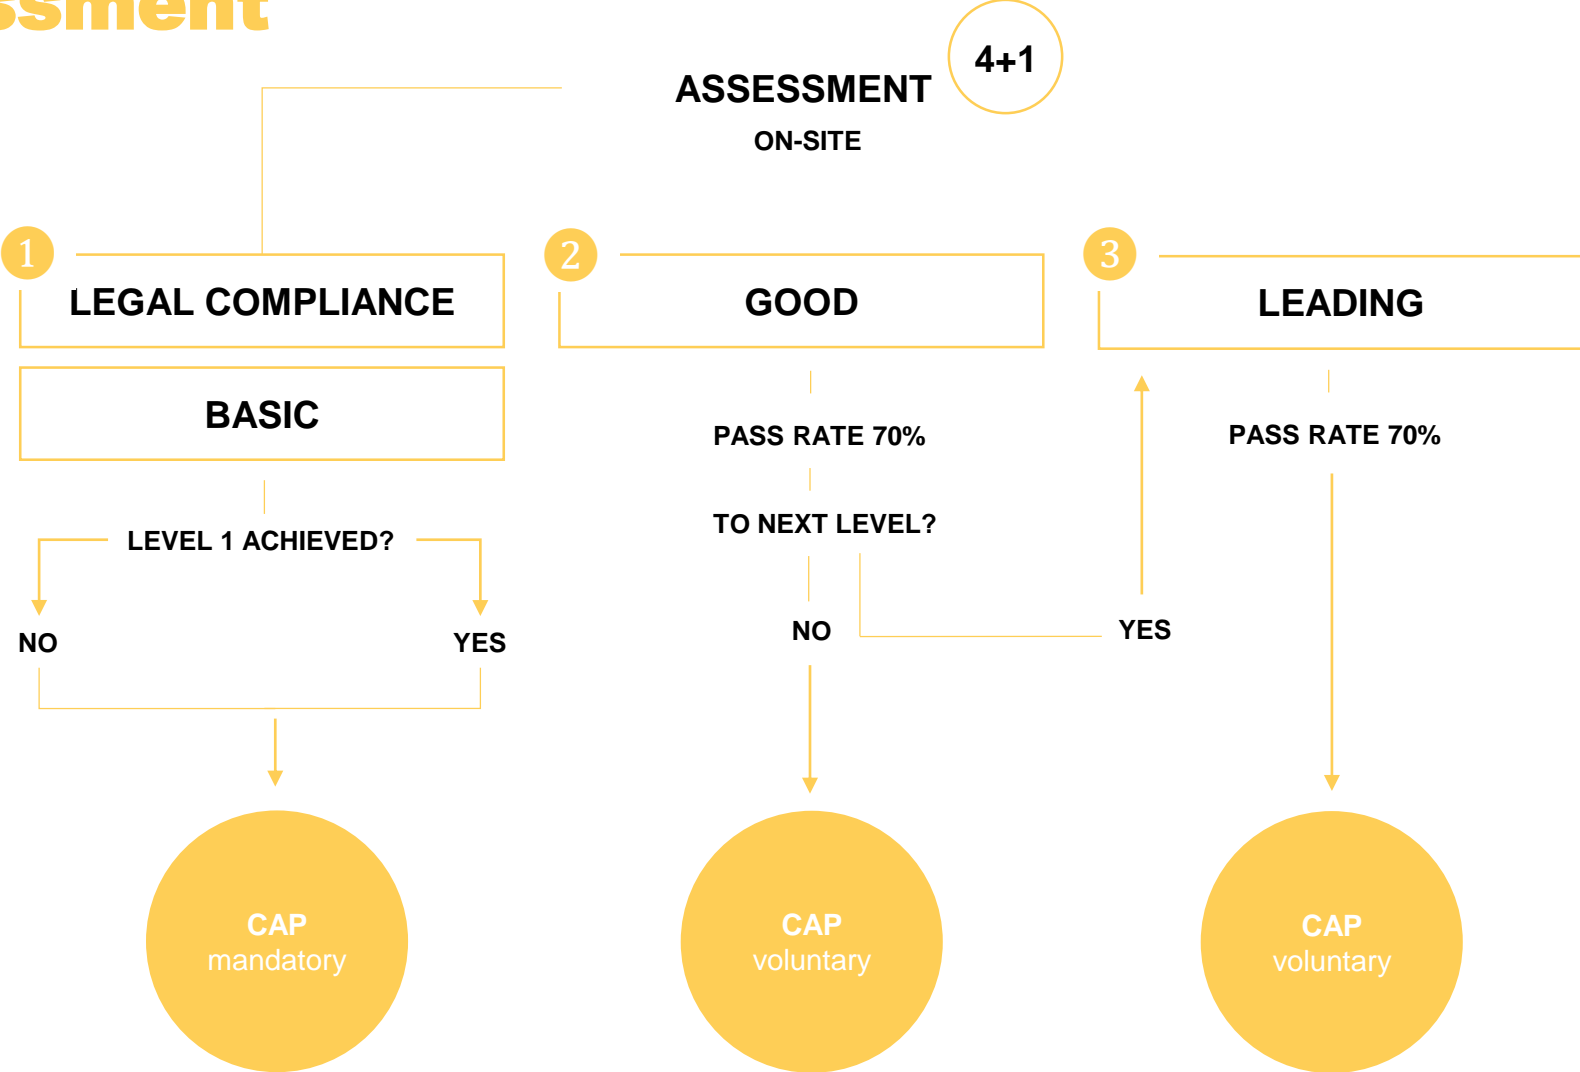 ssment
4+1
ASSESSMENT
ON-SITE
1
LEGAL COMPLIANCE
BASIC
LEVEL 1 ACHIEVED?
NO
YES
CAP
mandatory
2
GOOD
PASS RATE 70%
TO NEXT LEVEL?
NO
YES
CAP
voluntary
3
LEADING
PASS RATE 70%
CAP
voluntary